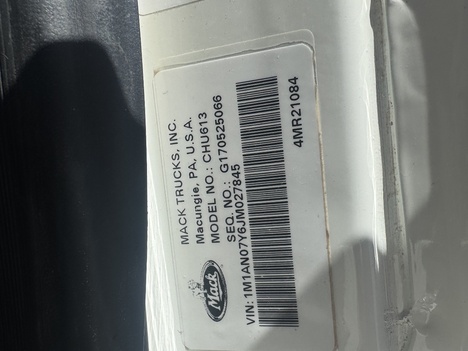 MACK TRUCKS, INC.
Macungie, PA, U.S.A.
MODEL NO.: CHU613
SEQ. NO.: G170525066
Mack
VIN: 1M1AN07Y6JM027845
4MR21084